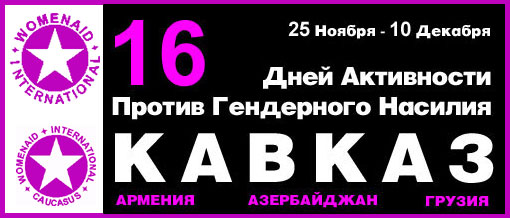 WOMENAID INTERNATIONAL
WOMENAID • INTERNATIONAL
CAUCASUS •
25 Ноября - 10 Декабря
16 Дней Активности
Против Гендерного Насилия
КАВКАЗ
АРМЕНИЯ АЗЕРБАЙДЖАН ГРУЗИЯ